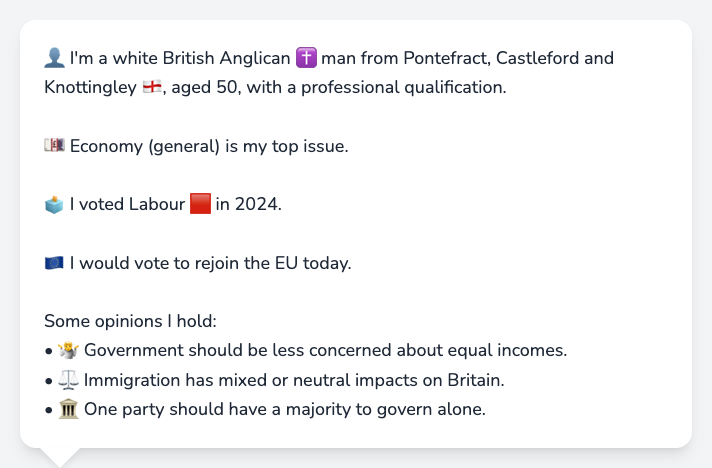 👤 I'm a white British Anglican ✝️ man from Pontefract, Castleford and
Knottingley 🏴󠁧󠁢󠁥󠁮󠁧󠁿, aged 50, with a professional qualification.
💷 Economy (general) is my top issue.
🗳️ I voted Labour 🟥 in 2024.
🇪🇺 I would vote to rejoin the EU today.
Some opinions I hold:
• 🤷 Government should be less concerned about equal incomes.
• ⚖️ Immigration has mixed or neutral impacts on Britain.
• 🏛️ One party should have a majority to govern alone.